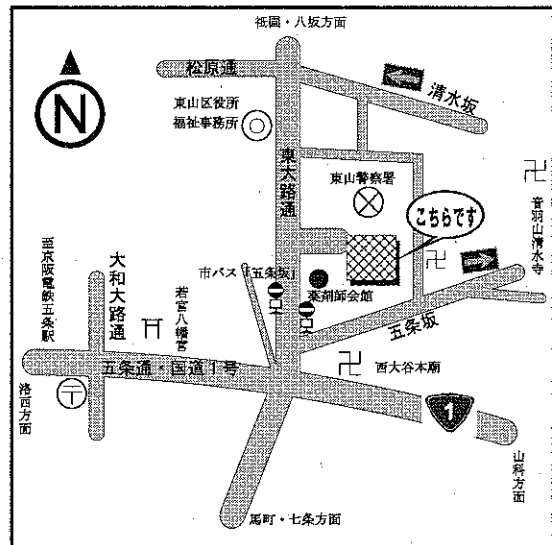 祇園・八坂方面
松原通
清水坂
東山区役所
福祉事務所
東大路通
東山警察署
こちらです
音羽山清水寺
至京阪電鉄五条駅
大和大路通
若宮八幡宮
市バス「五条坂」
薬剤師会館
五条坂
五条通・国道1号
西大谷本廟
洛西方面
1
山科方面
馬町・七条方面
N